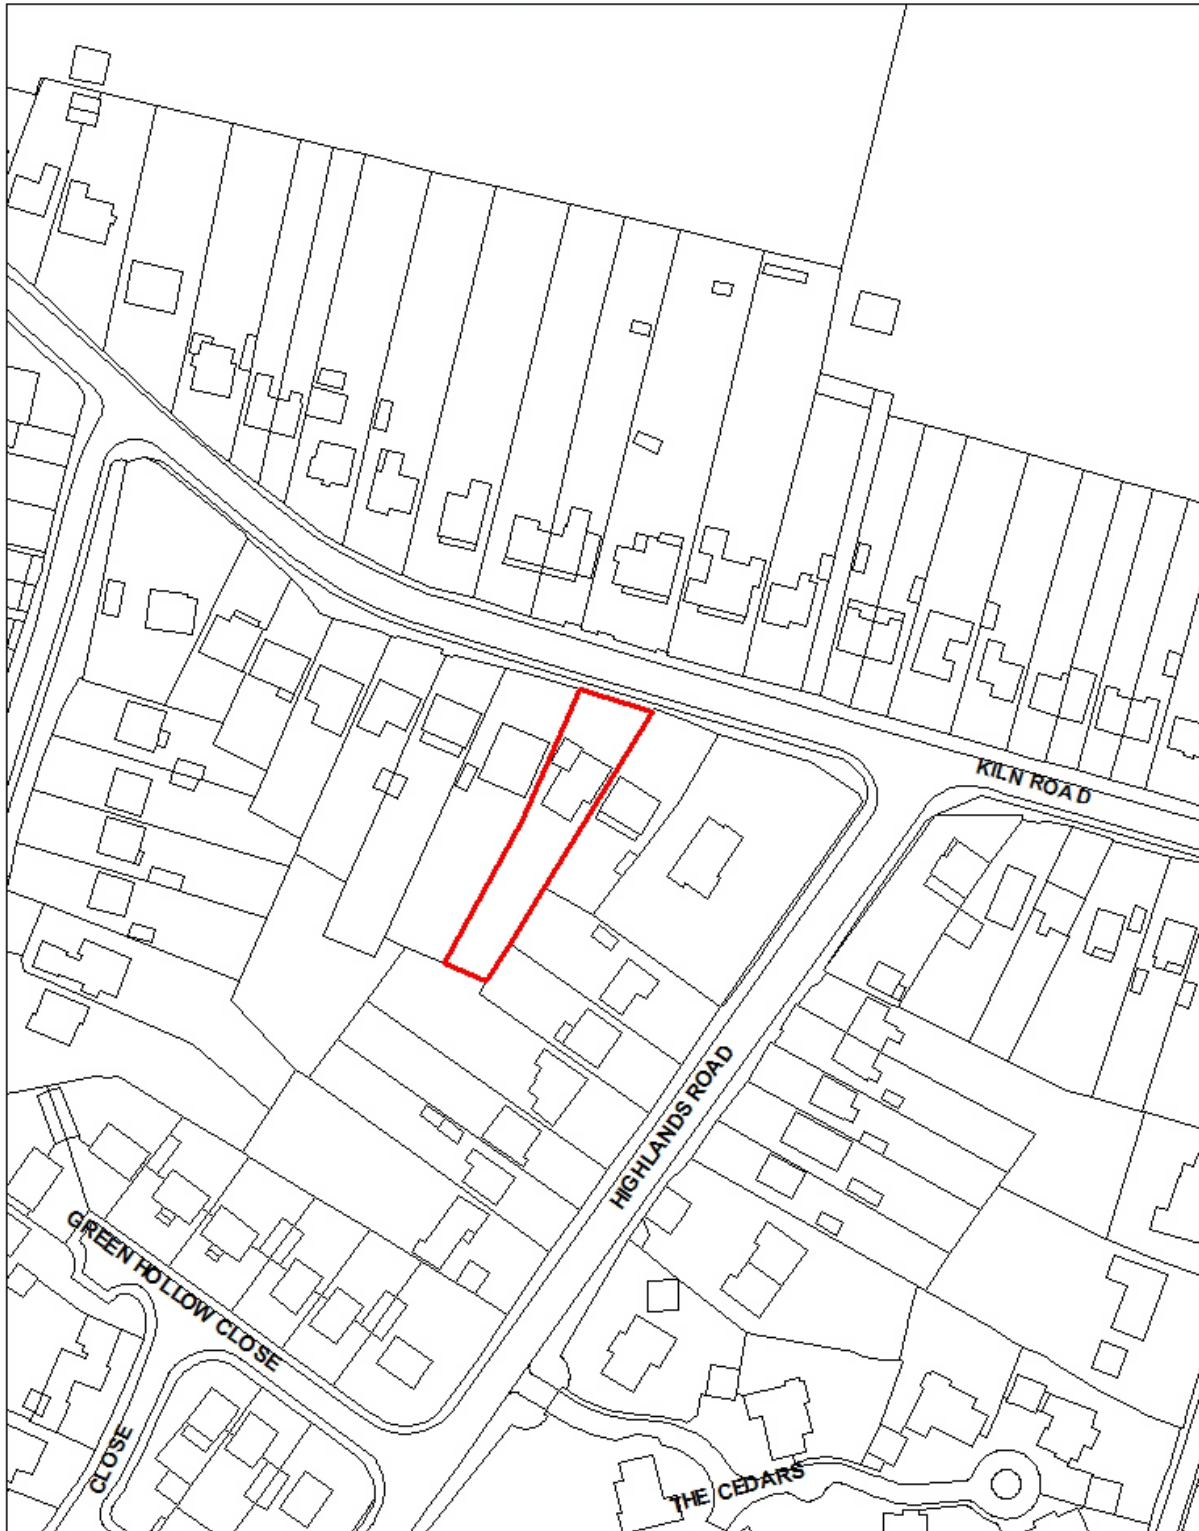 KILN ROAD
HIGHLANDS ROAD
GREEN HOLLOW CLOSE
CLOSE
THE CEDARS